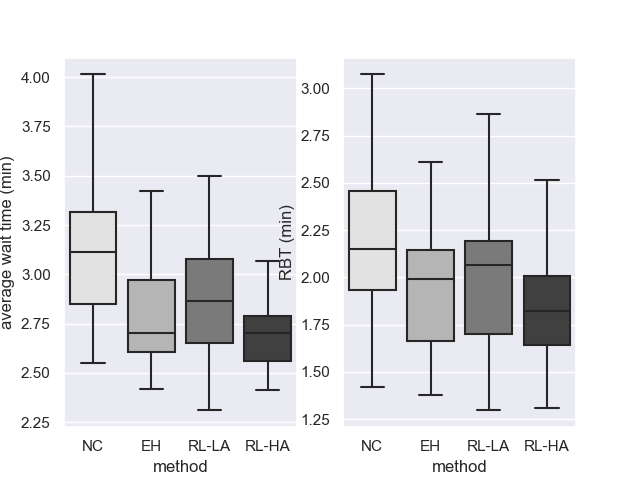 average wait time (min)
4.00
3.75
3.50
3.25
3.00
2.75
2.50
2.25
NC EH RL-LA RL-HA
method
RBT (min)
3.00
2.75
2.50
2.25
2.00
1.75
1.50
1.25
NC EH RL-LA RL-HA
method